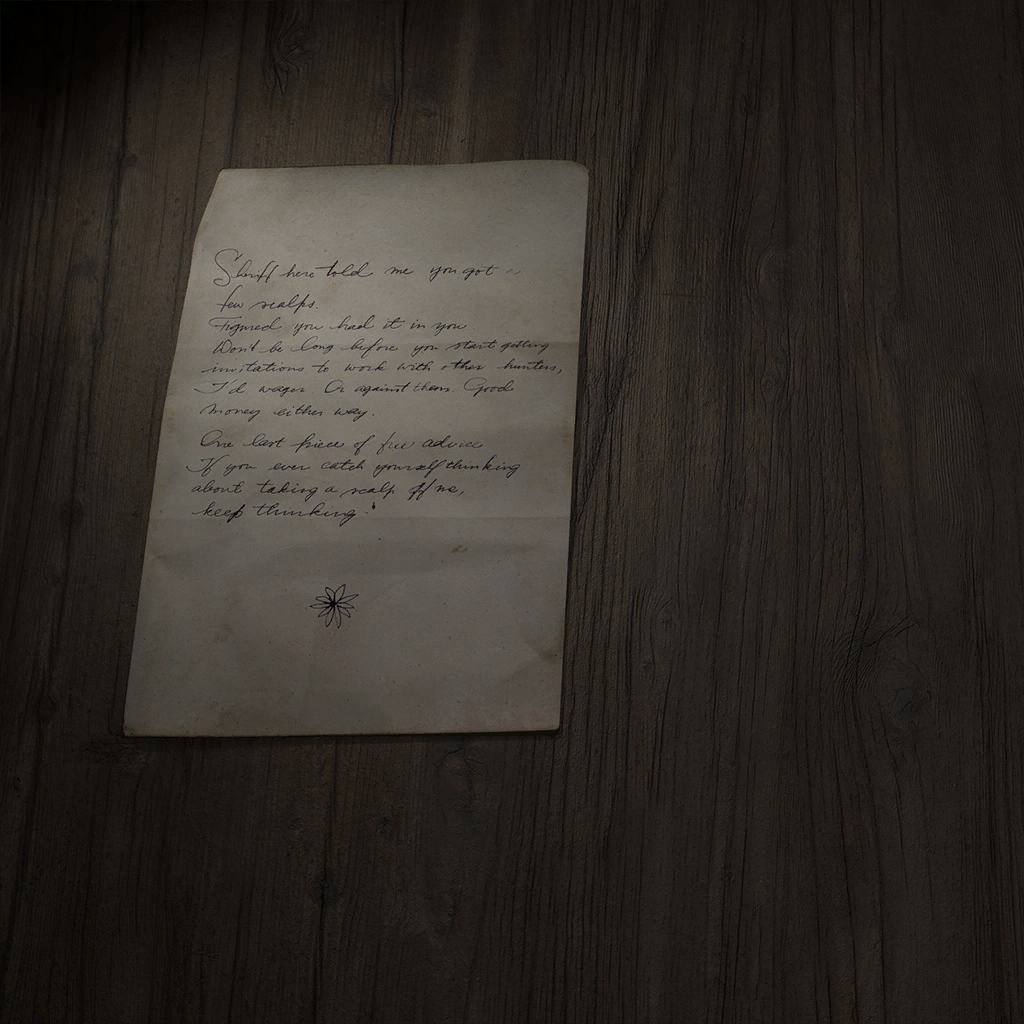 Sheriff here told me you got a
few scalps.
Figured you had it in you
Won't be long before you start getting
invitations to work with other hunters,
I'd wager. Or against them. Good
money either way.
One last piece of free advice
If you ever catch yourself thinking
about taking a scalp off me,
keep thinking.